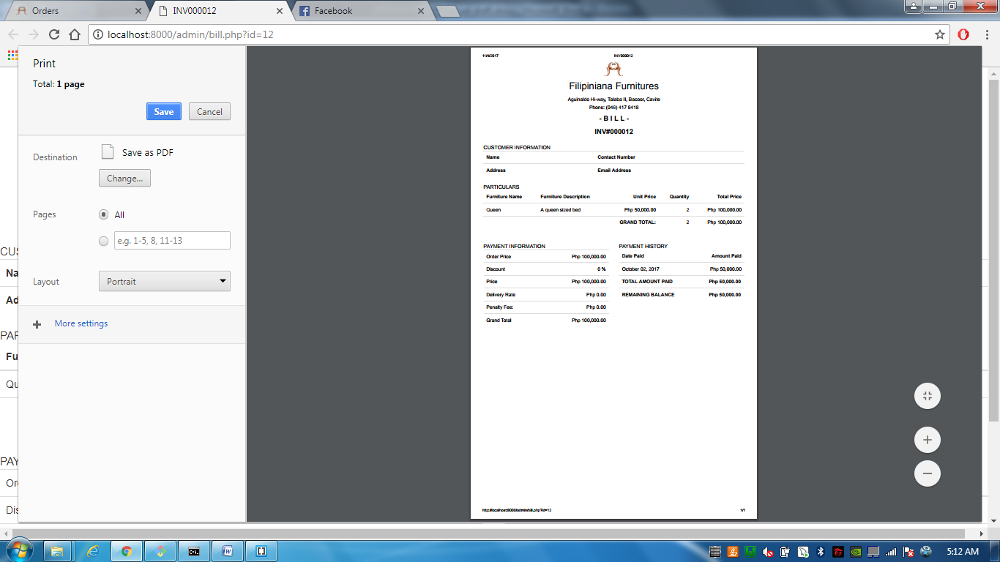 Orders
INV000012
Facebook
localhost:8000/admin/bill.php?id=12
Print
Total: 1 page
Save
Cancel
Destination
Save as PDF
Change...
Pages
All
e.g. 1-5, 8, 11-13
Layout
Portrait
More settings
CUS
Na
Ad
PAR
Fu
Qu
PAY
Ord
Dis
11/4/2017 INV000012
Filipiniana Furnitures
Aguinaldo Hi-way, Talaba II, Bacoor, Cavite
Phone: (046) 417 8418
- B I L L -
INV#000012
CUSTOMER INFORMATION
Name Contact Number
Address Email Address
PARTICULARS
Furniture Name Furniture Description Unit Price Quantity Total Price
Queen A queen sized bed Php 50,000.00 2 Php 100,000.00
GRAND TOTAL: 2 Php 100,000.00
PAYMENT INFORMATION
Order Price Php 100,000.00
Discount 0 %
Price Php 100,000.00
Delivery Rate Php 0.00
Penalty Fee: Php 0.00
Grand Total Php 100,000.00
PAYMENT HISTORY
Date Paid Amount Paid
October 02, 2017 Php 50,000.00
TOTAL AMOUNT PAID Php 50,000.00
REMAINING BALANCE Php 50,000.00
http://localhost:8000/admin/bill.php?id=12 1/1
5:12 AM